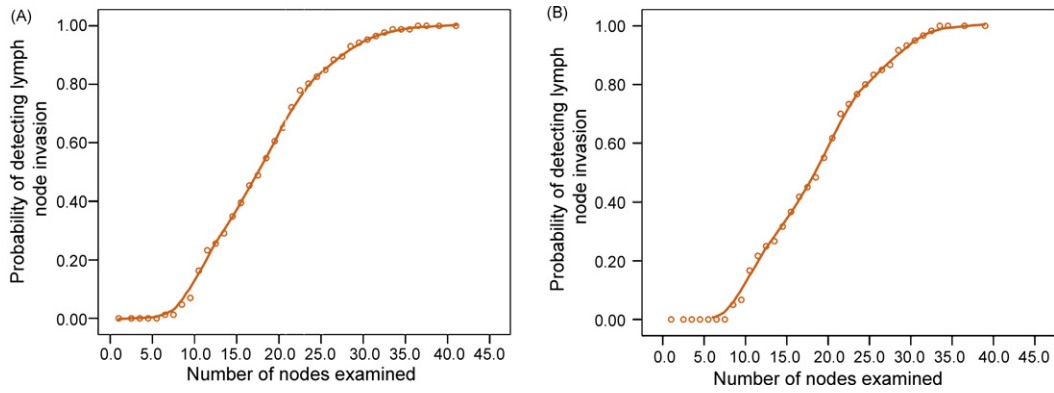 (A)
1.00
0.80
0.60
0.40
0.20
0.00
Probability of detecting lymph
node invasion
0.0 5.0 10.0 15.0 20.0 25.0 30.0 35.0 40.0 45.0
Number of nodes examined
(B)
1.00
0.80
0.60
0.40
0.20
0.00
Probability of detecting lymph
node invasion
0.0 5.0 10.0 15.0 20.0 25.0 30.0 35.0 40.0 45.0
Number of nodes examined